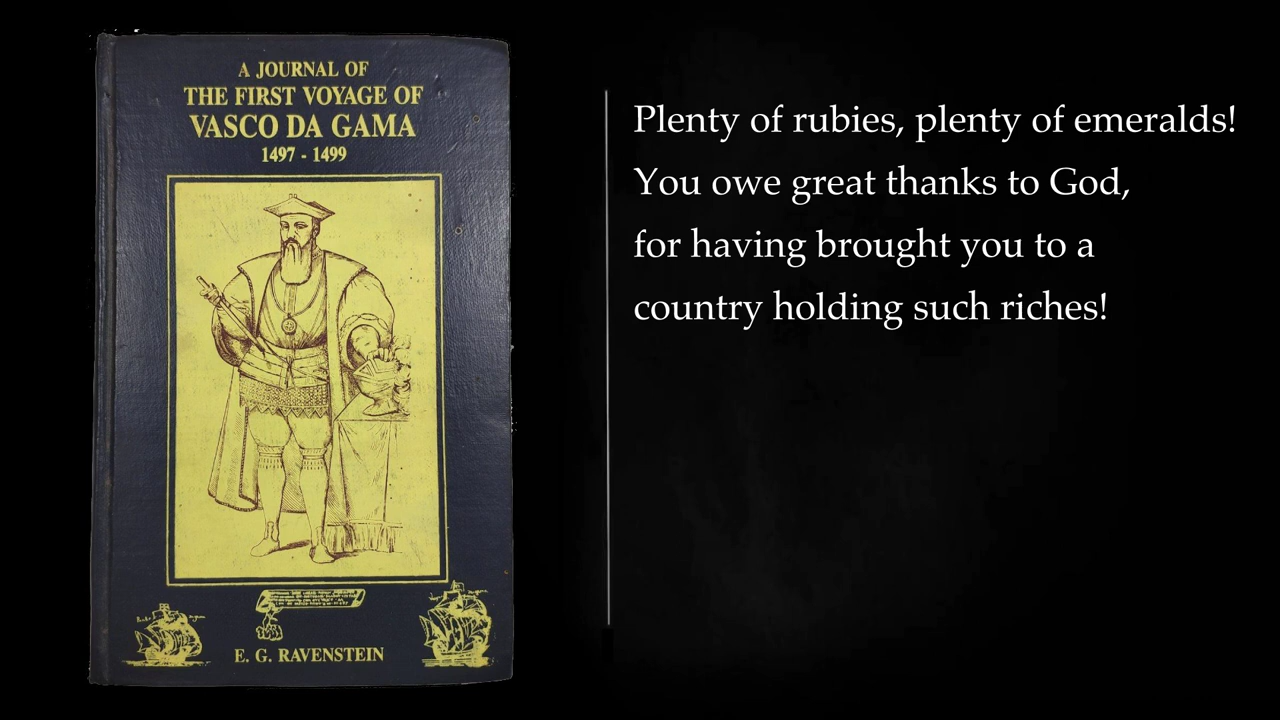 A JOURNAL OF
THE FIRST VOYAGE OF
VASCO DA GAMA
1497 - 1499
E. G. RAVENSTEIN
Plenty of rubies, plenty of emeralds!
You owe great thanks to God,
for having brought you to a
country holding such riches!